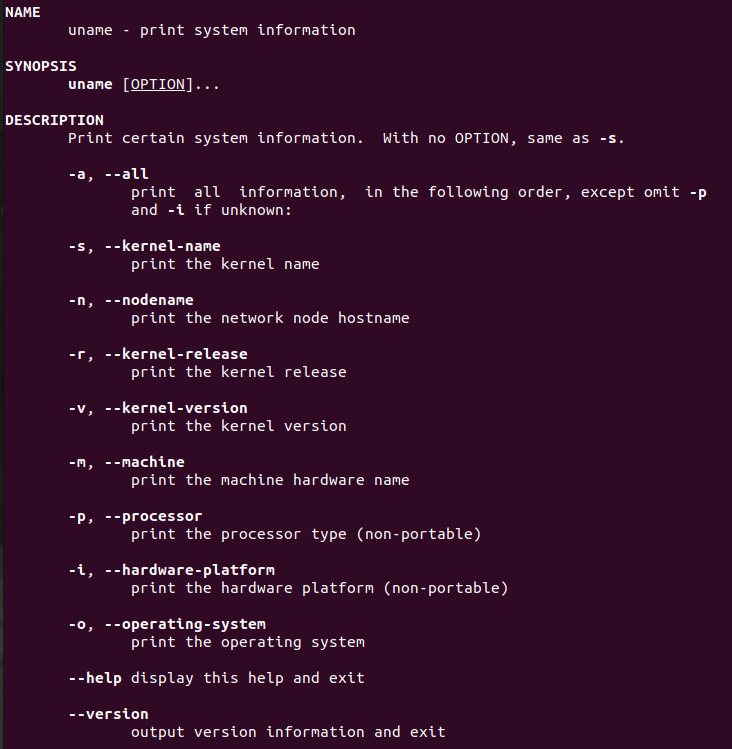 NAME
uname - print system information
SYNOPSIS
uname [OPTION]...
DESCRIPTION
Print certain system information.  With no OPTION, same as -s.
-a, --all
print  all  information,  in the following order, except omit -p
and -i if unknown:
-s, --kernel-name
print the kernel name
-n, --nodename
print the network node hostname
-r, --kernel-release
print the kernel release
-v, --kernel-version
print the kernel version
-m, --machine
print the machine hardware name
-p, --processor
print the processor type (non-portable)
-i, --hardware-platform
print the hardware platform (non-portable)
-o, --operating-system
print the operating system
--help display this help and exit
--version
output version information and exit